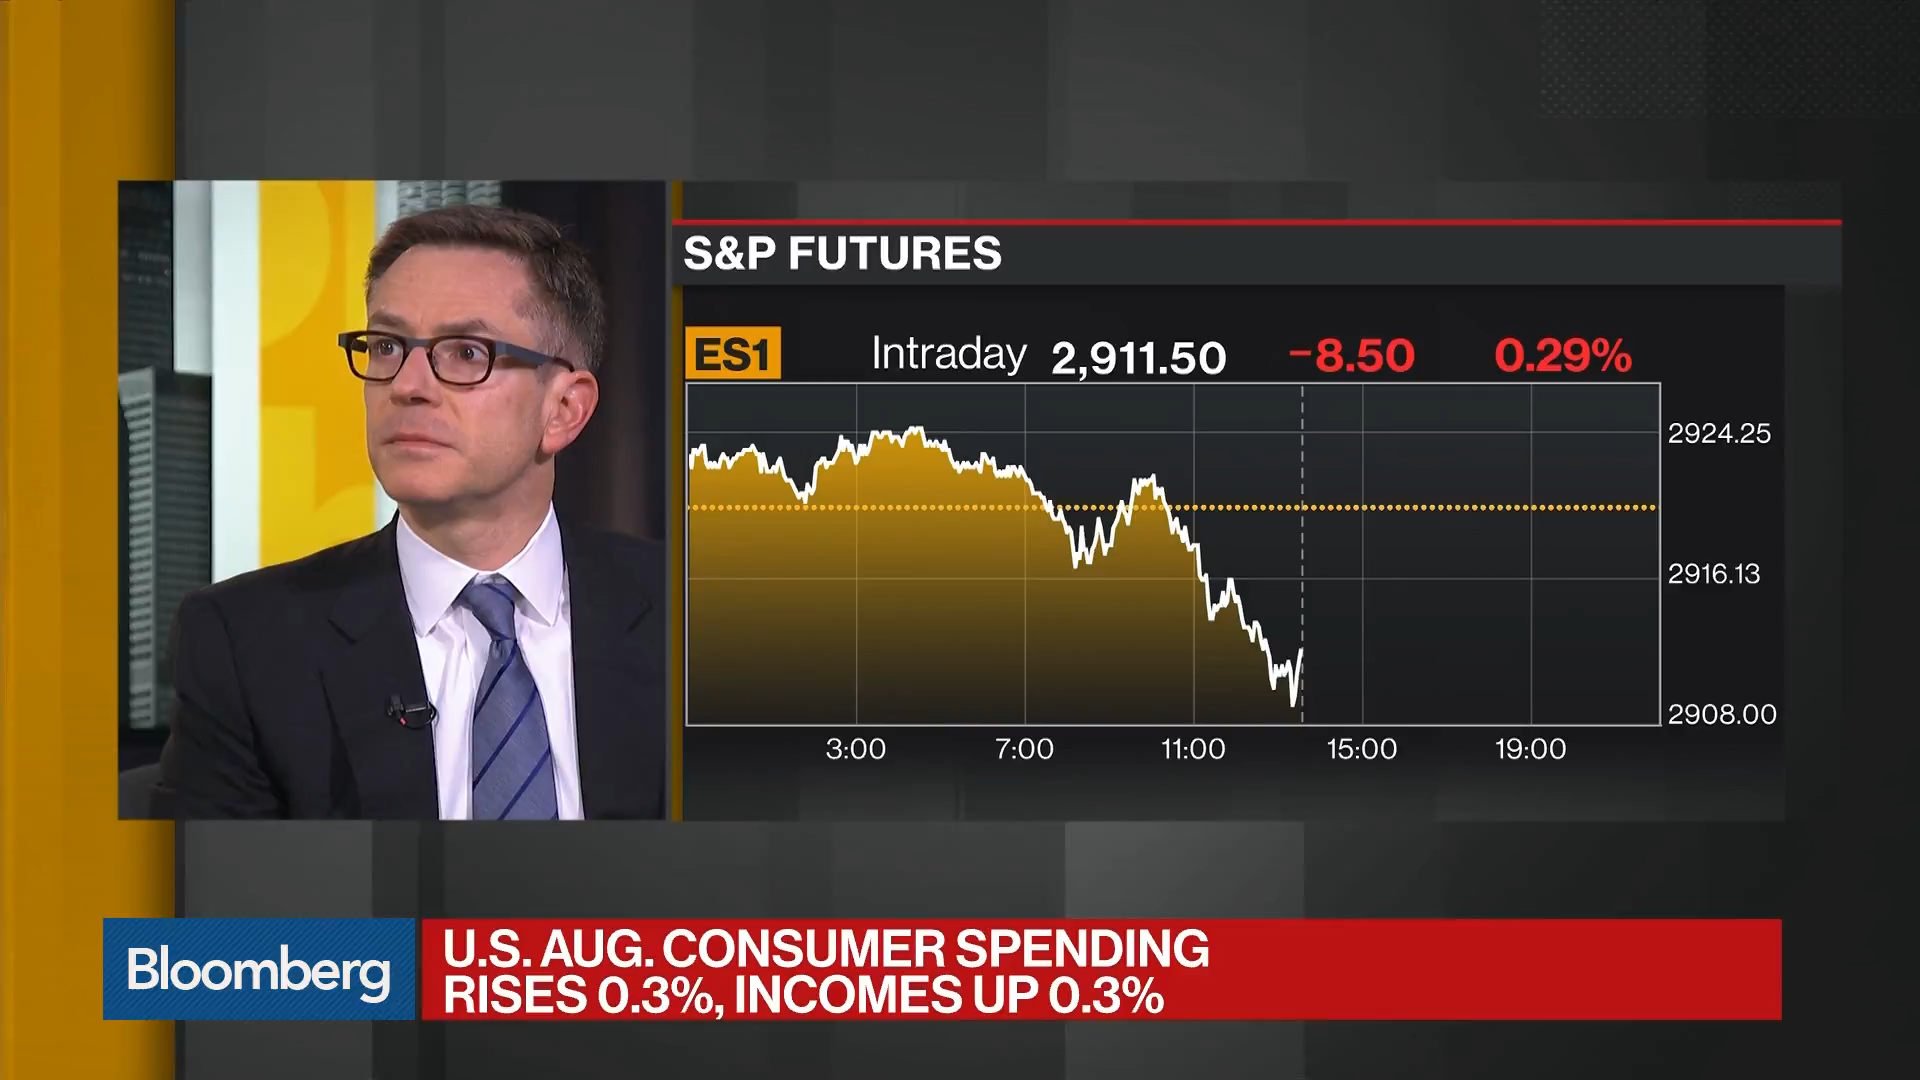 S&P FUTURES
ES1 Intraday 2,911.50 −8.50 0.29%
2924.25
2916.13
2908.00
3:00 7:00 11:00 15:00 19:00
Bloomberg
U.S. AUG. CONSUMER SPENDING
RISES 0.3%, INCOMES UP 0.3%